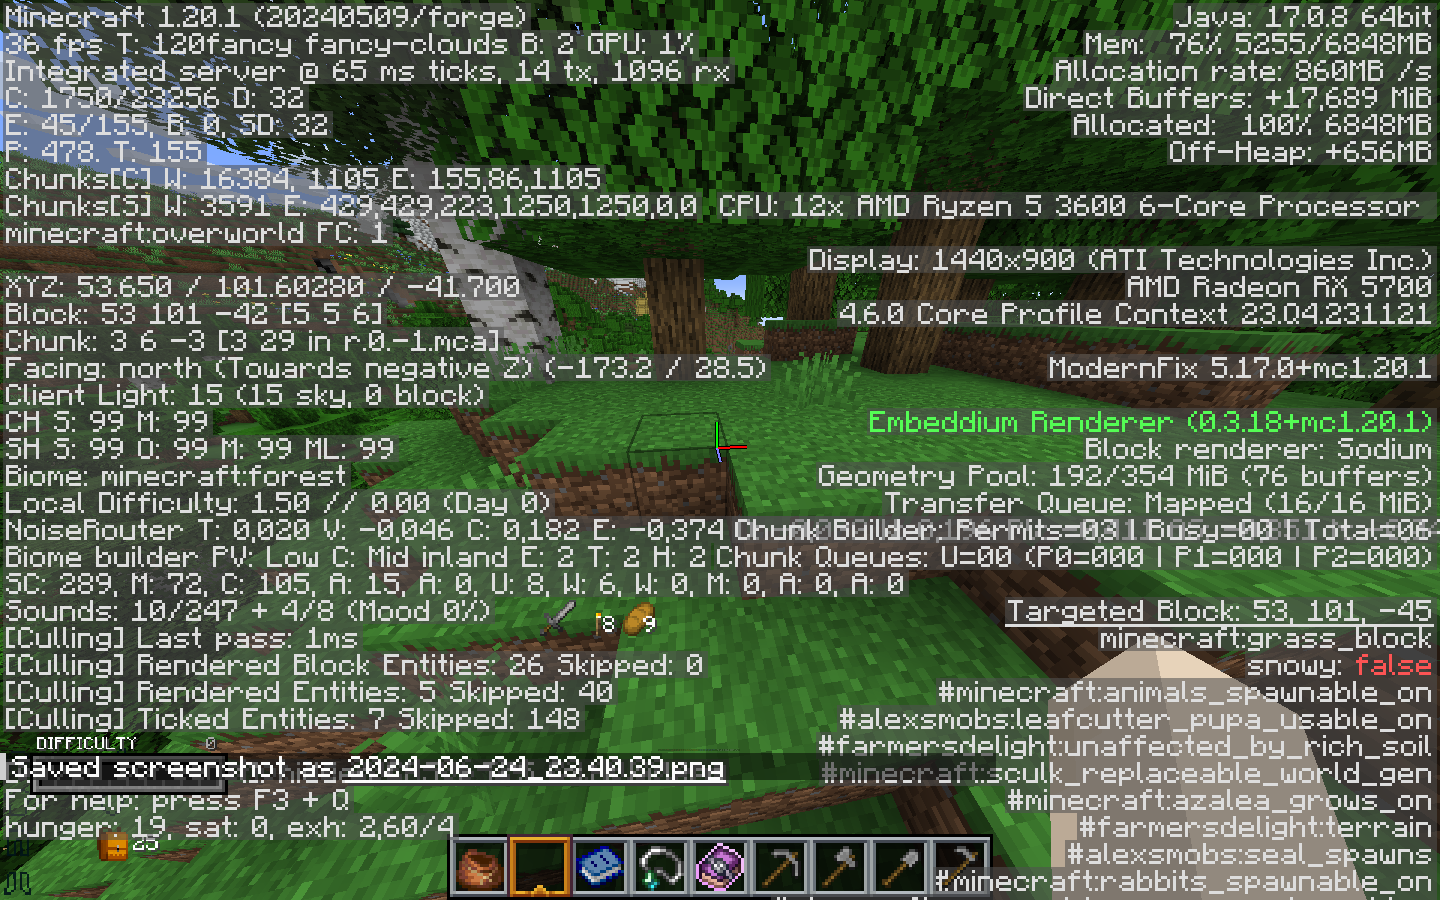 Minecraft 1.20.1 (20240509/forge)
36 fps T: 120fancy fancy-clouds B: 2 GPU: 1%
Integrated server @ 65 ms ticks, 14 tx, 1096 rx
C: 1750/23256 D: 32
E: 45/155, B: 0, SD: 32
P: 478. T: 155
Chunks[C] W: 16384, 1105 E: 155,86,1105
Chunks[S] W: 3591 E: 429,429,223,1250,1250,0,0
minecraft:overworld FC: 1
XYZ: 53.650 / 101.60280 / -41.700
Block: 53 101 -42 [5 5 6]
Chunk: 3 6 -3 [3 29 in r.0.-1.mca]
Facing: north (Towards negative Z) (-173.2 / 28.5)
Client Light: 15 (15 sky, 0 block)
CH S: 99 M: 99
SH S: 99 O: 99 M: 99 ML: 99
Biome: minecraft:forest
Local Difficulty: 1.50 // 0.00 (Day 0)
NoiseRouter T: 0,020 V: -0,046 C: 0,182 E: -0,374
Biome builder PV: Low C: Mid inland E: 2 T: 2 H: 2
SC: 289, M: 72, C: 105, A: 15, A: 0, U: 8, W: 6, W: 0, M: 0, A: 0, A: 0
Sounds: 10/247 + 4/8 (Mood 0%)
[Culling] Last pass: 1ms
[Culling] Rendered Block Entities: 26 Skipped: 0
[Culling] Rendered Entities: 5 Skipped: 40
[Culling] Ticked Entities: 7 Skipped: 148
DIFFICULTY 0
Saved screenshot as 2024-06-24_23.40.39.png
For help: press F3 + Q
hunger: 19, sat: 0, exh: 2,60/4
25
8
9
Java: 17.0.8 64bit
Mem: 76% 5255/6848MB
Allocation rate: 860MB /s
Direct Buffers: +17,689 MiB
Allocated: 100% 6848MB
Off-Heap: +656MB
CPU: 12x AMD Ryzen 5 3600 6-Core Processor
Display: 1440x900 (ATI Technologies Inc.)
AMD Radeon RX 5700
4.6.0 Core Profile Context 23.Q4.231121
ModernFix 5.17.0+mc1.20.1
Embeddium Renderer (0.3.18+mc1.20.1)
Block renderer: Sodium
Geometry Pool: 192/354 MiB (76 buffers)
Transfer Queue: Mapped (16/16 MiB)
Chunk Builder: Permits= Busy= Total=
Chunk Queues: U=00 (P0=000 | P1=000 | P2=000)
Targeted Block: 53, 101, -45
minecraft:grass_block
snowy: false
#minecraft:animals_spawnable_on
#alexsmobs:leafcutter_pupa_usable_on
#farmersdelight:unaffected_by_rich_soil
#minecraft:sculk_replaceable_world_gen
#minecraft:azalea_grows_on
#farmersdelight:terrain
#alexsmobs:seal_spawns
#minecraft:rabbits_spawnable_on